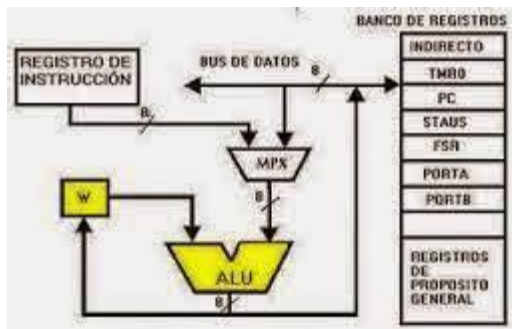 BANCO DE REGISTROS
REGISTRO DE
INSTRUCCIÓN
BUS DE DATOS
8
INDIRECTO
TMR0
PC
STAUS
FSR
PORTA
PORTB
8
MPX
8
W
ALU
8
REGISTROS
DE
PROPOSITO
GENERAL